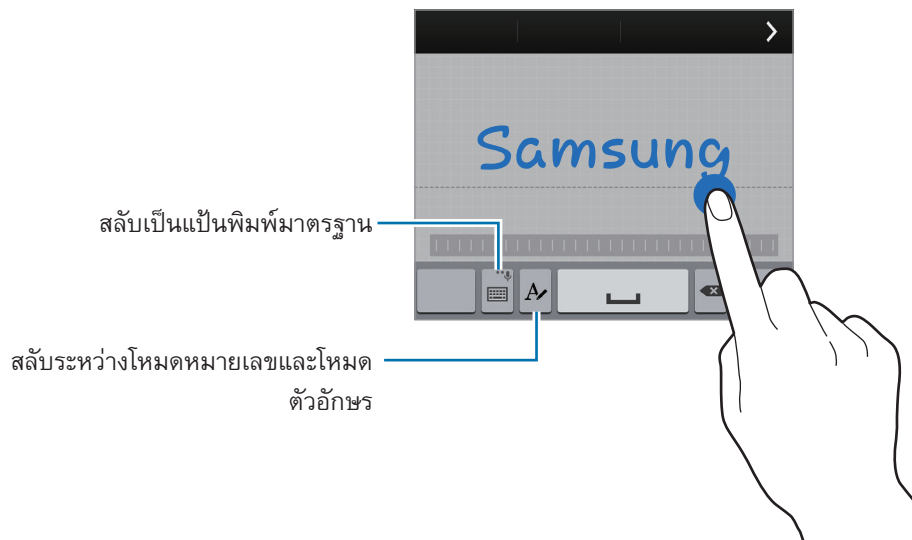 Samsung
สลับเป็นแป้นพิมพ์มาตรฐาน
A
สลับระหว่างโหมดหมายเลขและโหมด
ตัวอักษร